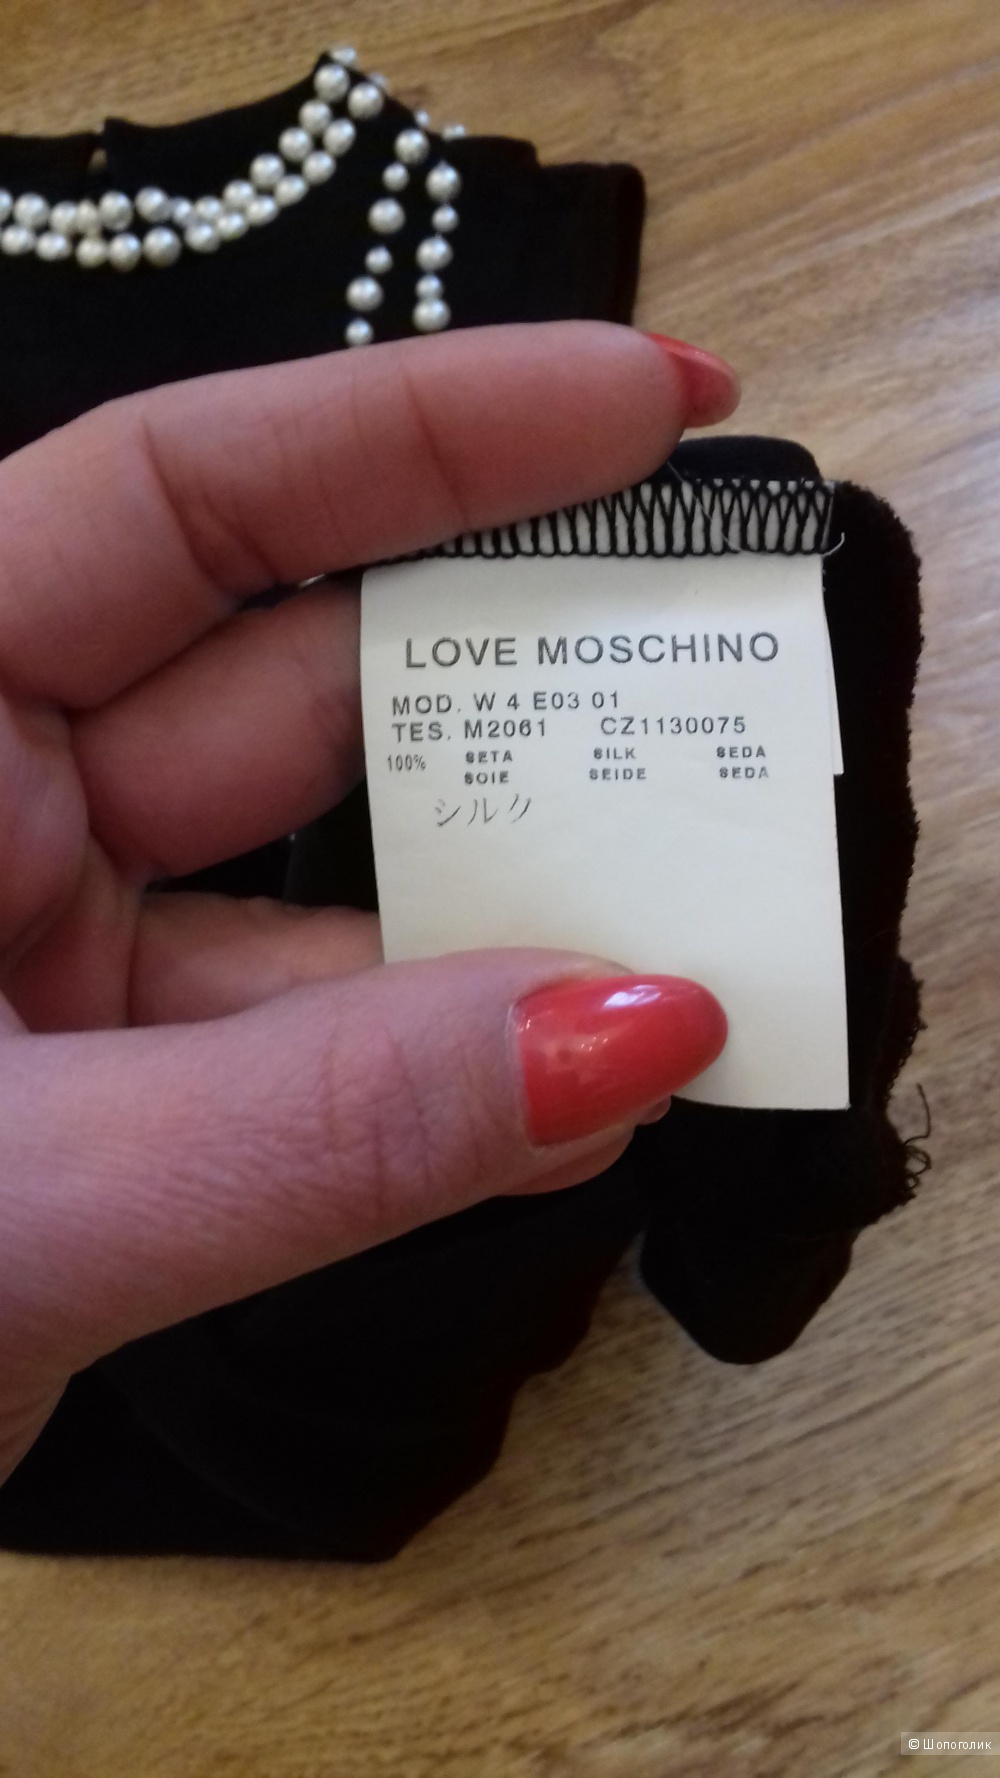 LOVE MOSCHINO
MOD. W 4 E03 01
TES. M2061 CZ1130075
100% SETA SILK SEDA
SOIE SEIDE SEDA
シルク
© Шопоголик